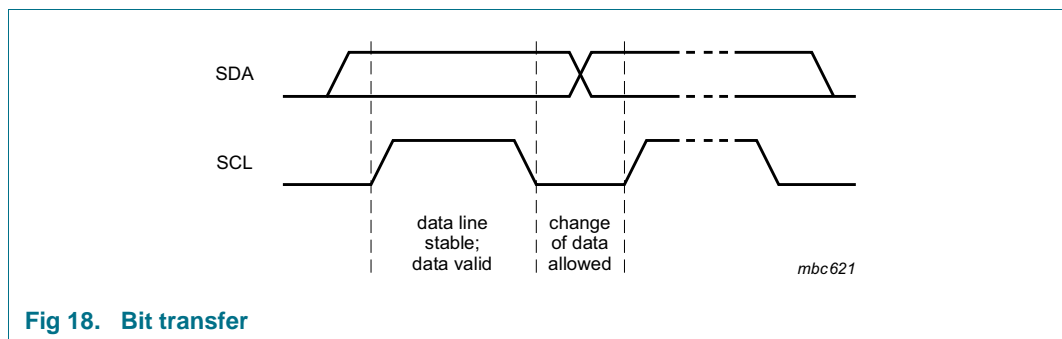 SDA
SCL
data line
stable;
data valid
change
of data
allowed
mbc621
Fig 18. Bit transfer